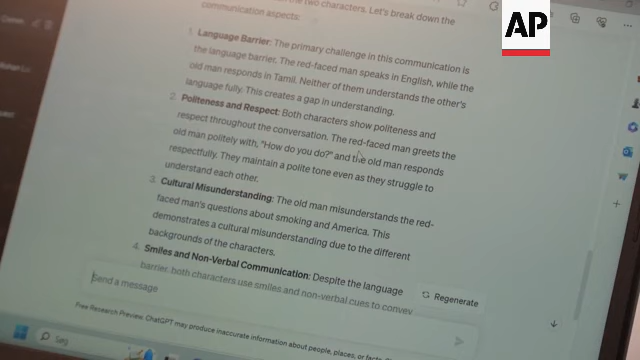 the two characters. Let's break down the
communication aspects:
1. Language Barrier: The primary challenge in this communication is
the language barrier. The red-faced man speaks in English, while the
old man responds in Tamil. Neither of them understands the other's
language fully. This creates a gap in understanding.
2. Politeness and Respect: Both characters show politeness and
respect throughout the conversation. The red-faced man greets the
old man politely with, "How do you do?" and the old man responds
respectfully. They maintain a polite tone even as they struggle to
understand each other.
3. Cultural Misunderstanding: The old man misunderstands the red-
faced man's questions about smoking and America. This
demonstrates a cultural misunderstanding due to the different
backgrounds of the characters.
4. Smiles and Non-Verbal Communication: Despite the language
barrier, both characters use smiles and non-verbal cues to convey
Regenerate
Send a message
Free Research Preview. ChatGPT may produce inaccurate information about people, places, or facts.
AP